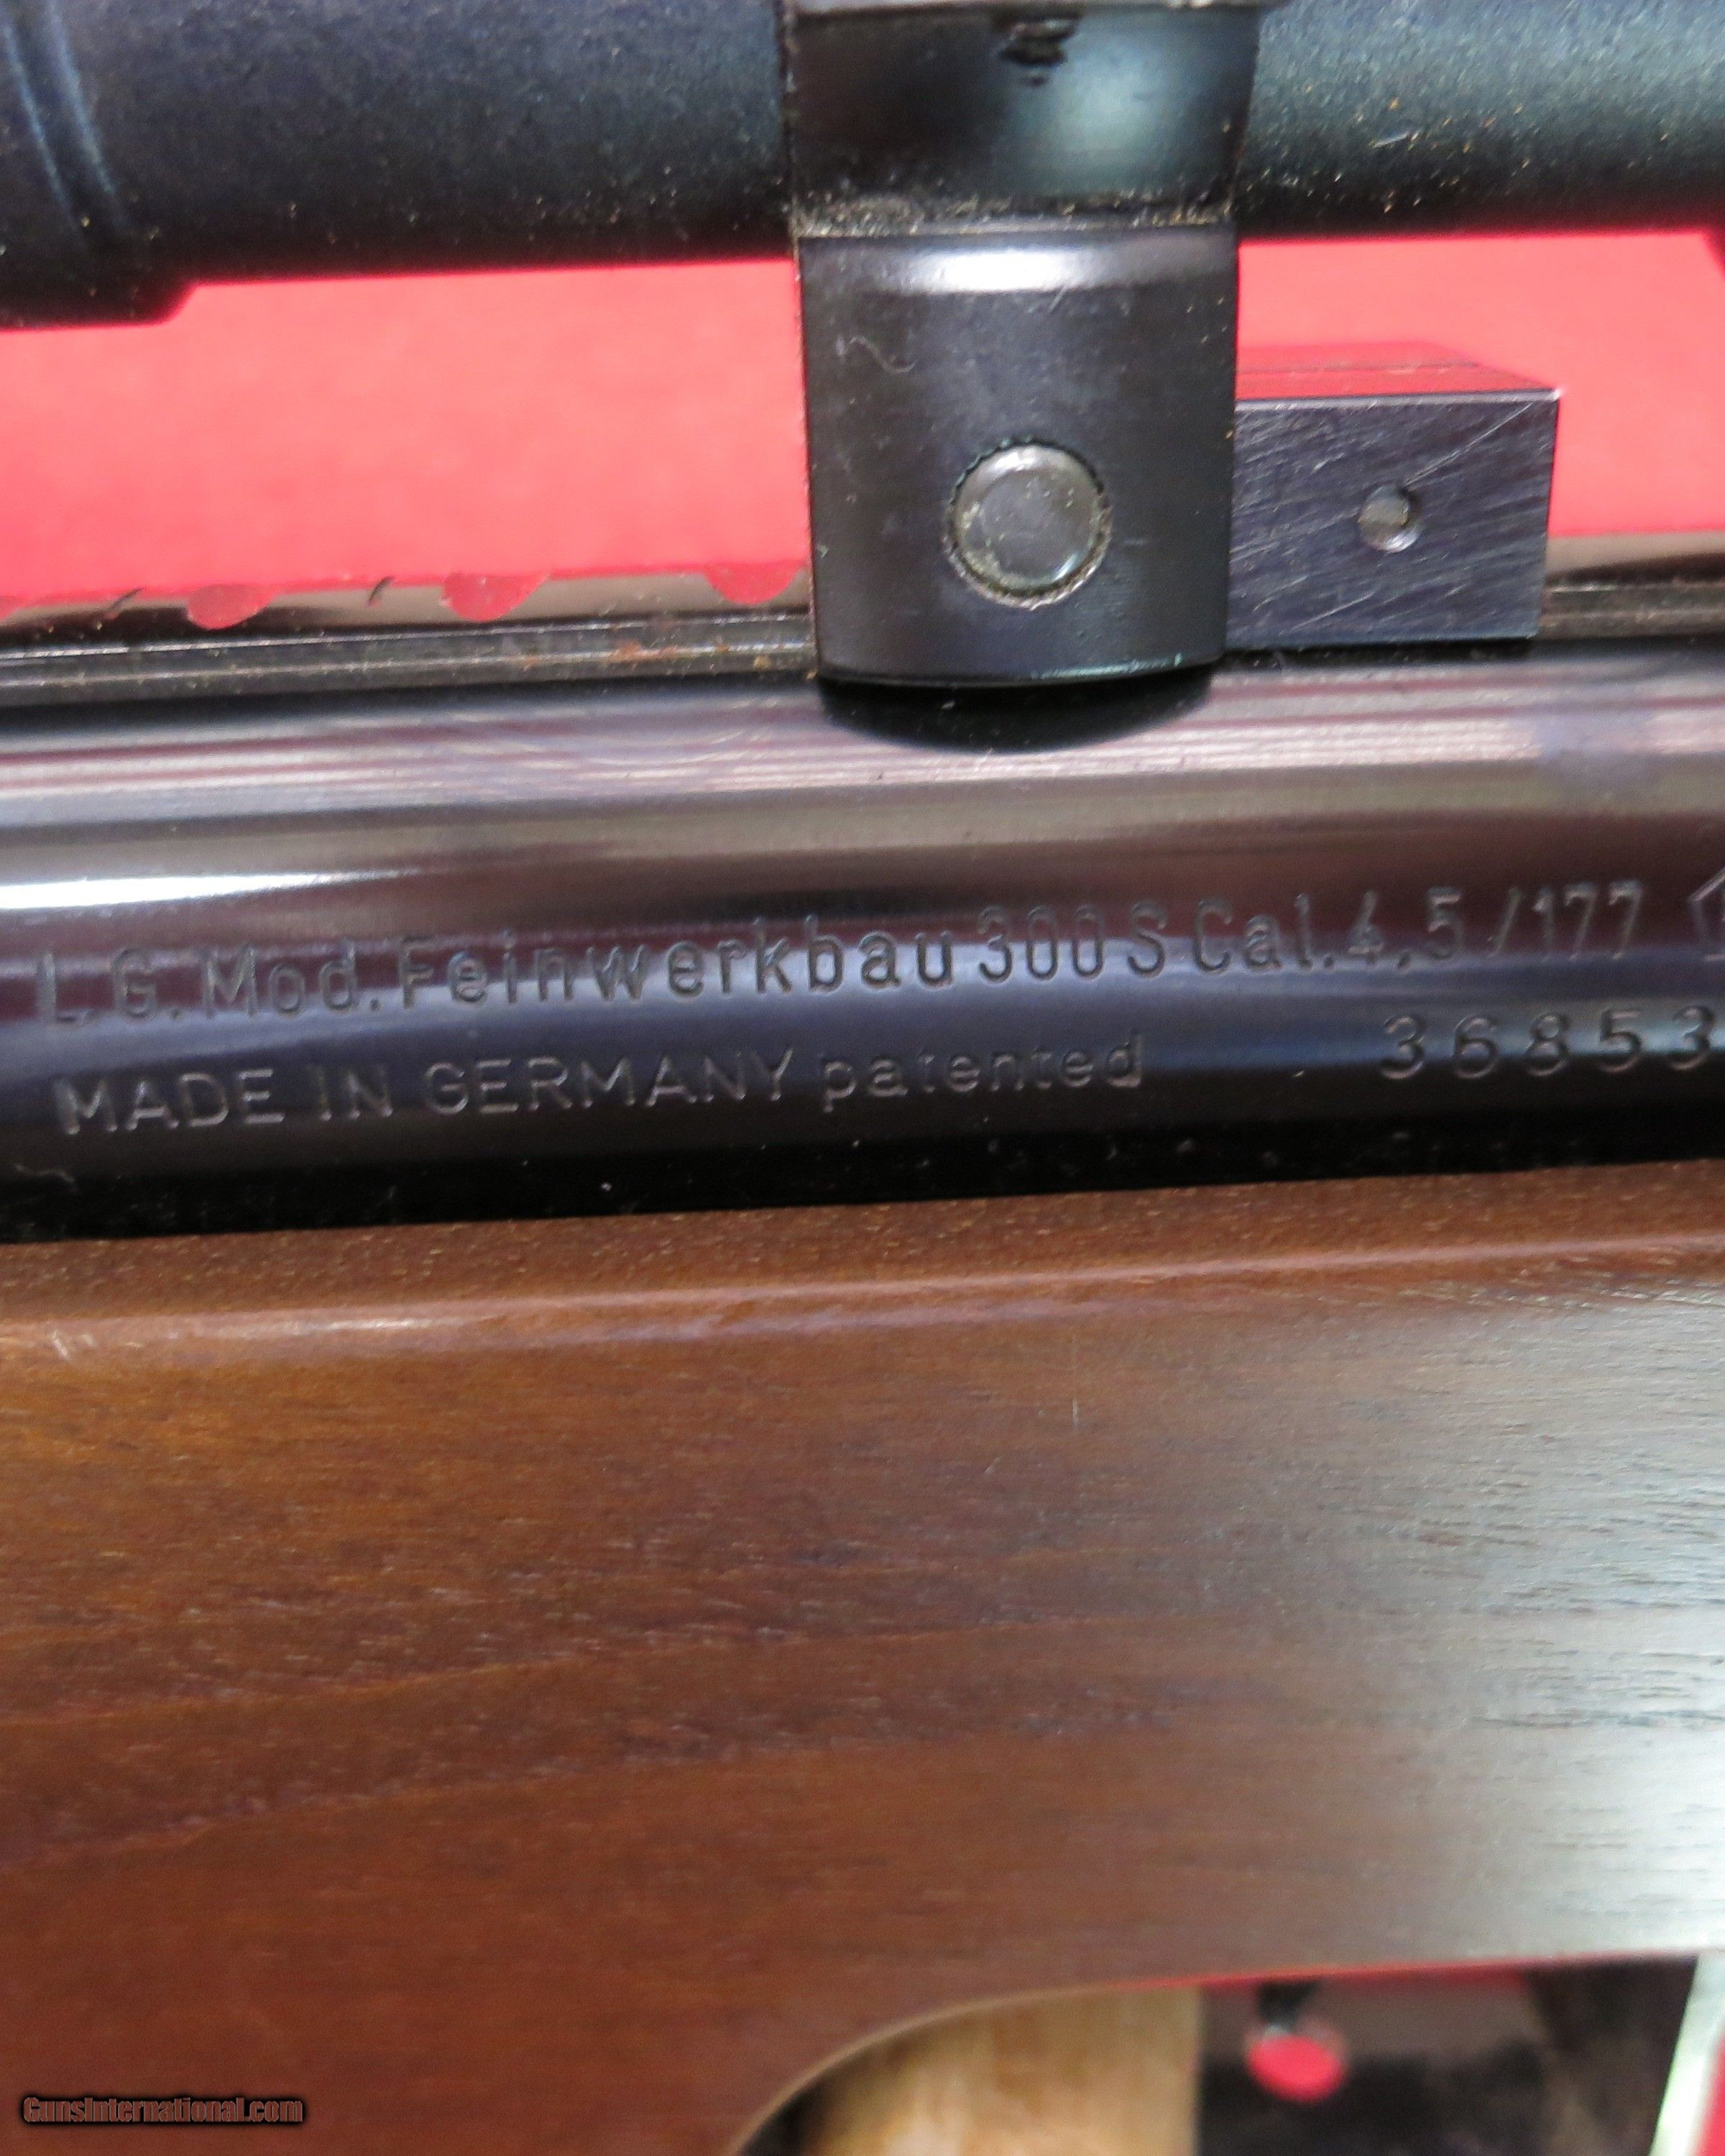 L.G. Mod. Feinwerkbau 300 S Cal. 4,5 /177
MADE IN GERMANY patented 36853
GunsInternational.com